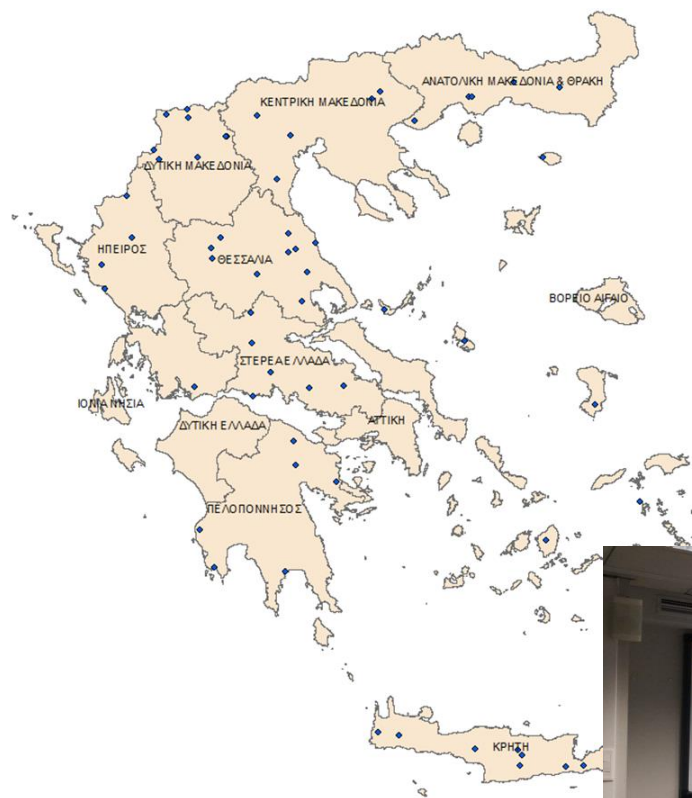 ΑΝΑΤΟΛΙΚΗ ΜΑΚΕΔΟΝΙΑ & ΘΡΑΚΗ
ΚΕΝΤΡΙΚΗ ΜΑΚΕΔΟΝΙΑ
ΔΥΤΙΚΗ ΜΑΚΕΔΟΝΙΑ
ΗΠΕΙΡΟΣ
ΘΕΣΣΑΛΙΑ
ΒΟΡΕΙΟ ΑΙΓΑΙΟ
ΣΤΕΡΕΑ ΕΛΛΑΔΑ
ΙΟΝΙΑ ΝΗΣΙΑ
ΔΥΤΙΚΗ ΕΛΛΑΔΑ
ΑΤΤΙΚΗ
ΠΕΛΟΠΟΝΝΗΣΟΣ
ΚΡΗΤΗ